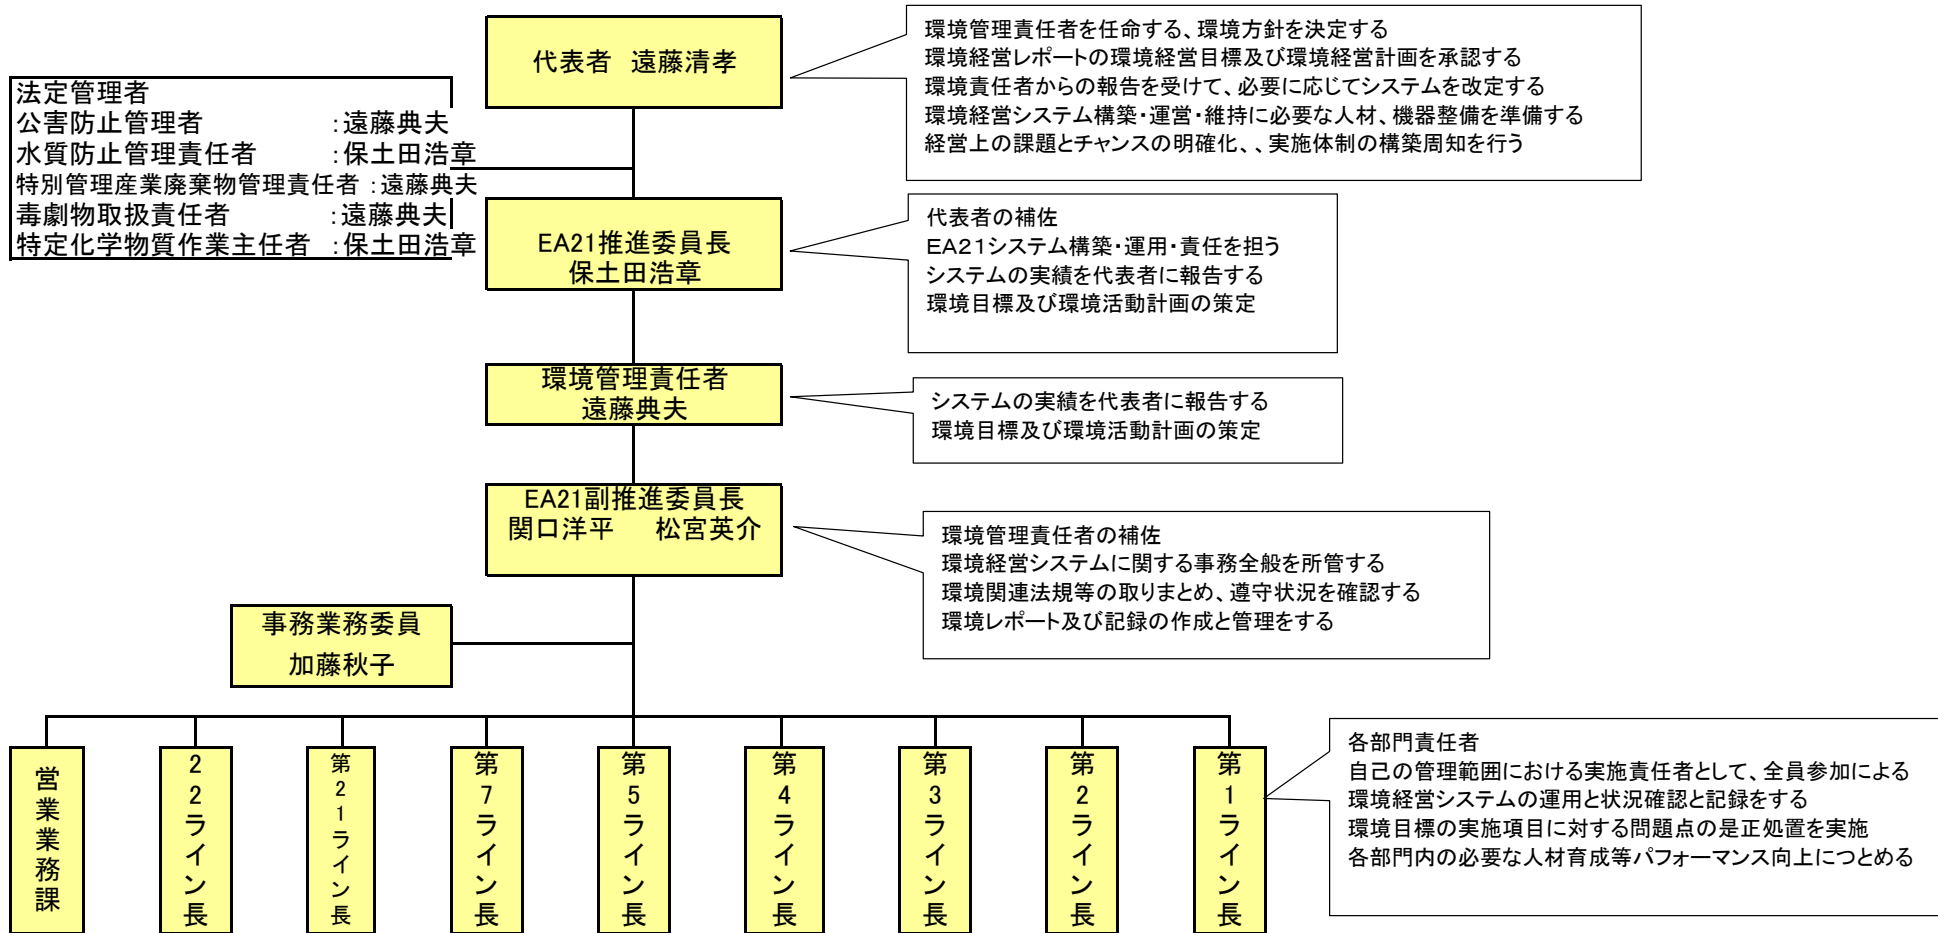 代表者　遠藤清孝
環境管理責任者を任命する、環境方針を決定する
環境経営レポートの環境経営目標及び環境経営計画を承認する
環境責任者からの報告を受けて、必要に応じてシステムを改定する
環境経営システム構築・運営・維持に必要な人材、機器整備を準備する
経営上の課題とチャンスの明確化、、実施体制の構築周知を行う
法定管理者
公害防止管理者　：遠藤典夫
水質防止管理責任者　：保土田浩章
特別管理産業廃棄物管理責任者：遠藤典夫
毒劇物取扱責任者　：遠藤典夫
特定化学物質作業主任者　：保土田浩章
EA21推進委員長
保土田浩章
代表者の補佐
EA２１システム構築・運用・責任を担う
システムの実績を代表者に報告する
環境目標及び環境活動計画の策定
環境管理責任者
遠藤典夫
システムの実績を代表者に報告する
環境目標及び環境活動計画の策定
EA21副推進委員長
関口洋平　松宮英介
環境管理責任者の補佐
環境経営システムに関する事務全般を所管する
環境関連法規等の取りまとめ、遵守状況を確認する
環境レポート及び記録の作成と管理をする
事務業務委員
加藤秋子
営業業務課
２２ライン長
第２１ライン長
第７ライン長
第５ライン長
第４ライン長
第３ライン長
第２ライン長
第１ライン長
各部門責任者
自己の管理範囲における実施責任者として、全員参加による
環境経営システムの運用と状況確認と記録をする
環境目標の実施項目に対する問題点の是正処置を実施
各部門内の必要な人材育成等パフォーマンス向上につとめる